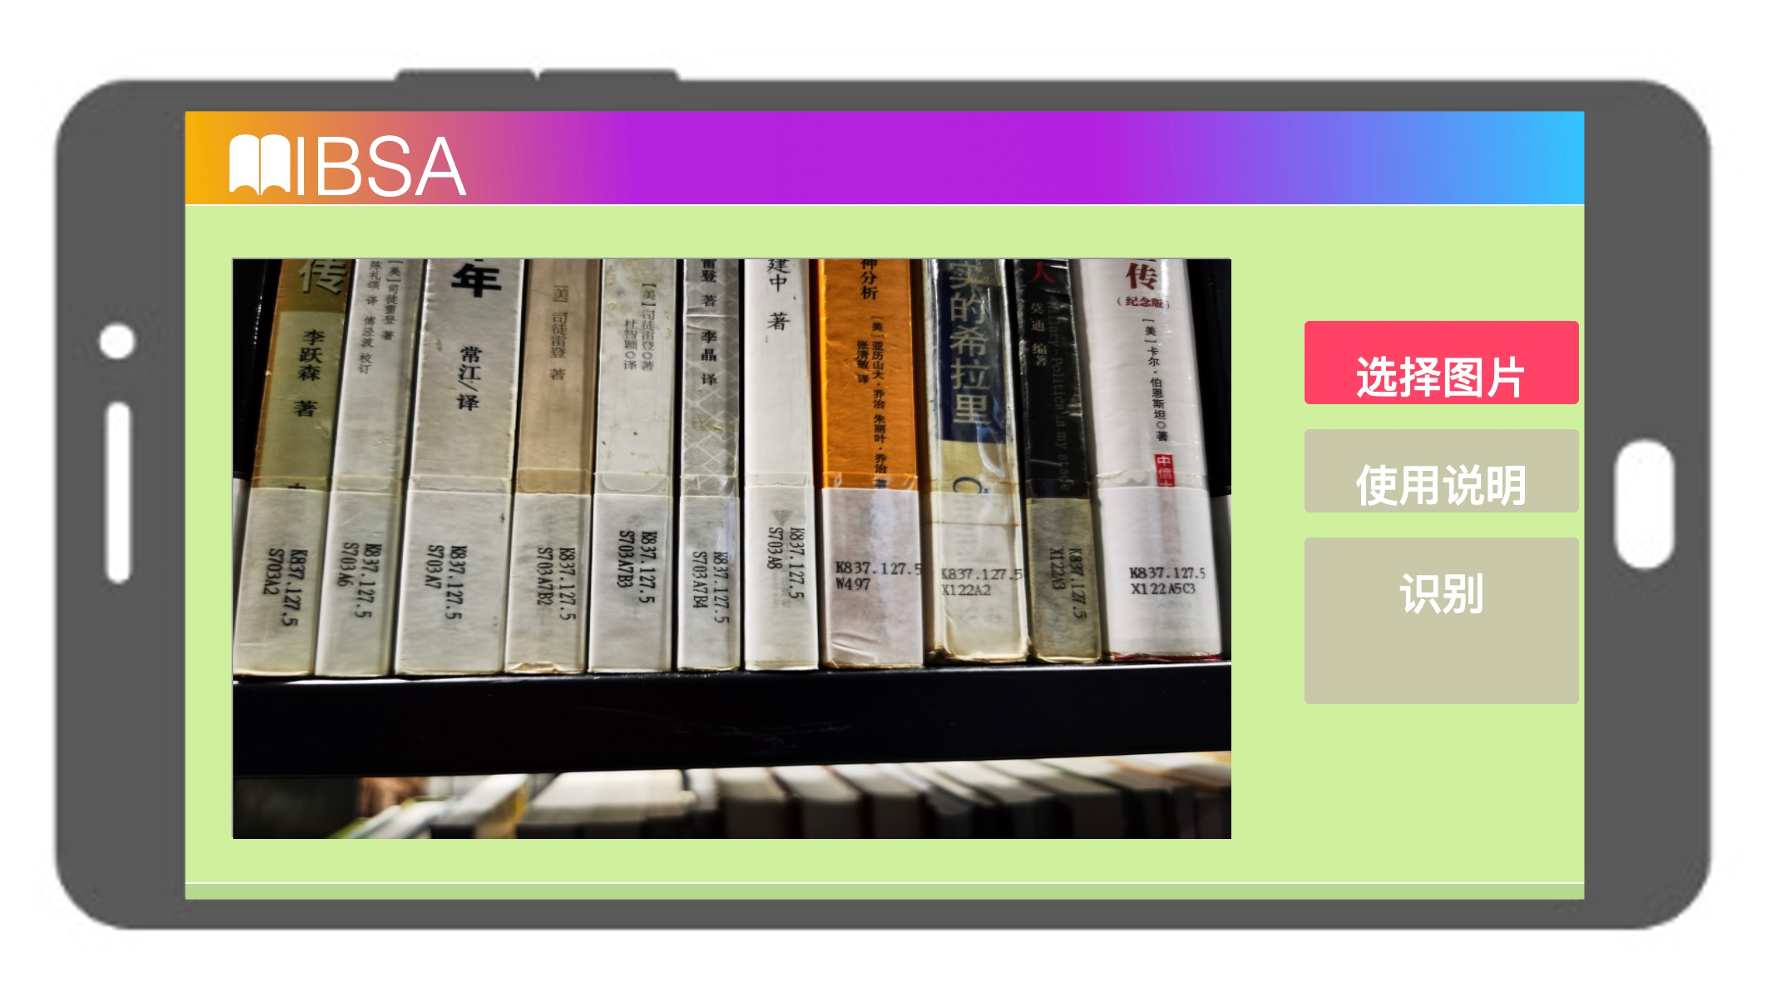 IBSA
传
李跃森 著
K837.127.5
S703A2
[美]司徒雷登 著
陈礼颂 译 傅泾波 校订
K837.127.5
S703A6
年
常江/译
K837.127.5
S703A7
[美]司徒雷登 著
K837.127.5
S703A7B2
[美]司徒雷登○著
杜智颖○译
K837.127.5
S703A7B3
雷登 著 李晶 译
K837.127.5
S703A7B4
建中 著
K837.127.5
S703A8
神分析
[美]亚历山大·乔治 朱丽叶·乔治 著
张清敏 译
K837.127.5
W497
实的希拉里
K837.127.5
X122A2
人
莫迪 编著
K837.127.5
X122A3
传
(纪念版)
[美]卡尔·伯恩斯坦○著
中信
K837.127.5
X122A5C3
选择图片
使用说明
识别